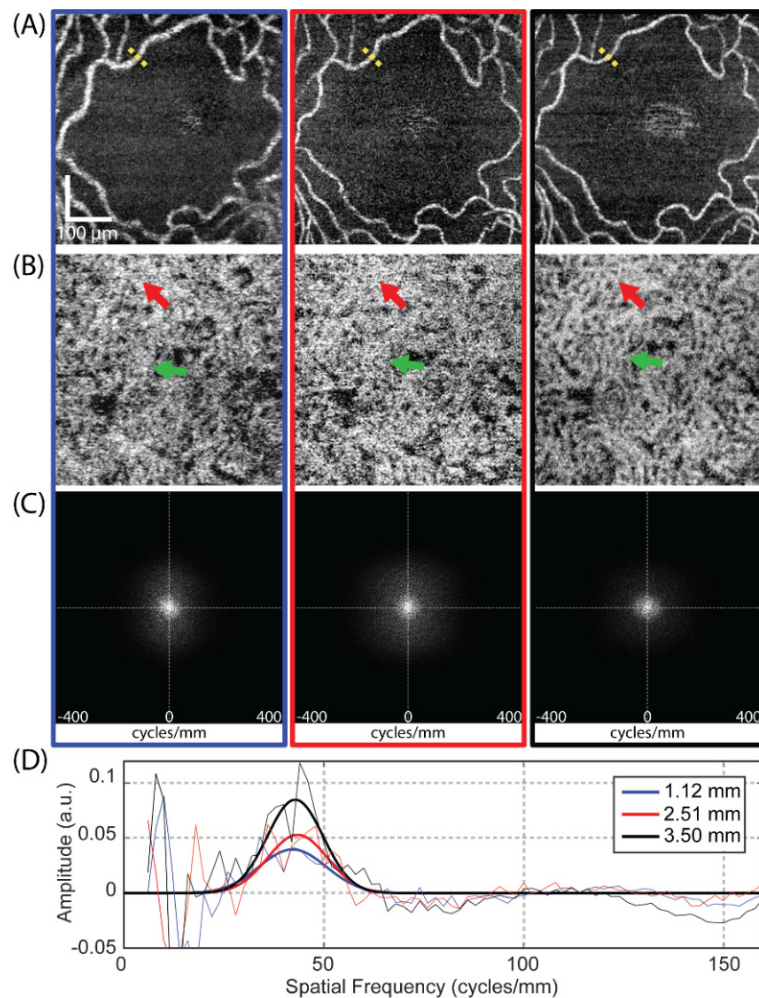 (A)
100 µm
(B)
(C)
-400 0 400 -400 0 400 -400 0 400
cycles/mm cycles/mm cycles/mm
(D)
0.1
0.05
0
-0.05
Amplitude (a.u.)
1.12 mm
2.51 mm
3.50 mm
0 50 100 150
Spatial Frequency (cycles/mm)